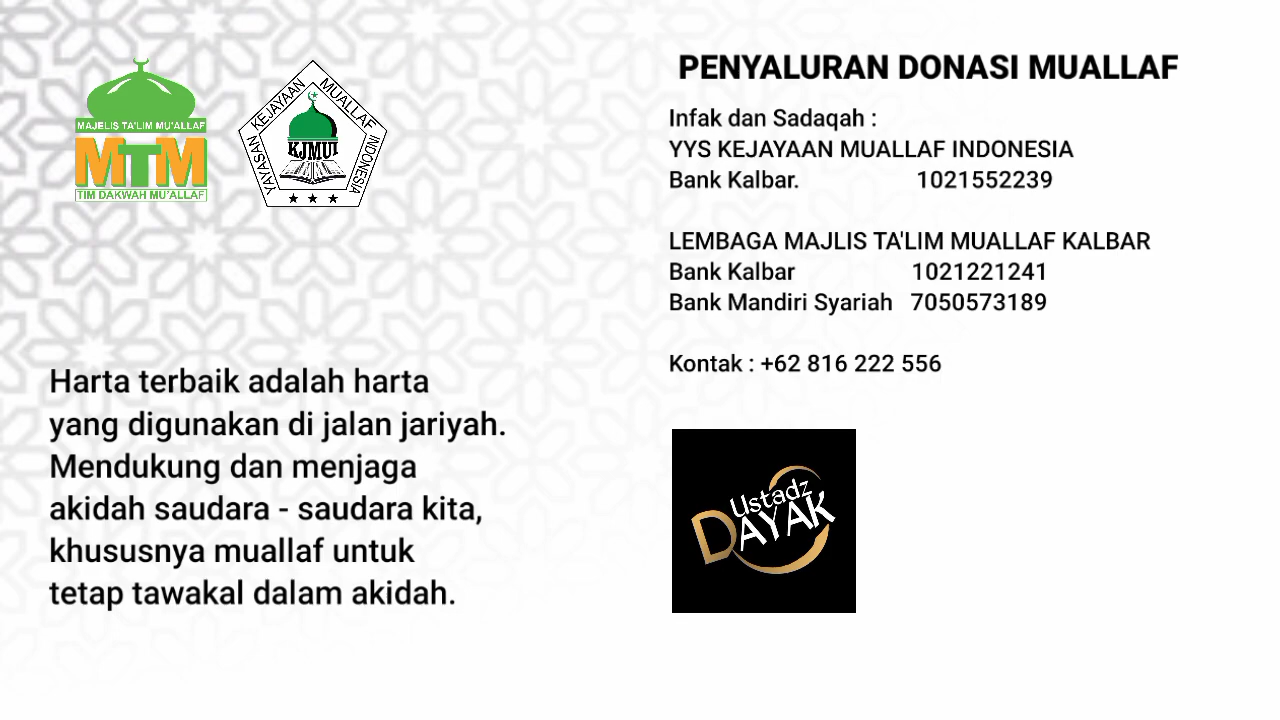 MAJELIS TA'LIM MU'ALLAF
MTM
TIM DAKWAH MU'ALLAF
YAYASAN KEJAYAAN MUALLAF INDONESIA
KJMUI
Harta terbaik adalah harta
yang digunakan di jalan jariyah.
Mendukung dan menjaga
akidah saudara - saudara kita,
khususnya muallaf untuk
tetap tawakal dalam akidah.
PENYALURAN DONASI MUALLAF
Infak dan Sadaqah :
YYS KEJAYAAN MUALLAF INDONESIA
Bank Kalbar. 1021552239
LEMBAGA MAJLIS TA'LIM MUALLAF KALBAR
Bank Kalbar 1021221241
Bank Mandiri Syariah 7050573189
Kontak : +62 816 222 556
Ustadz
DAYAK